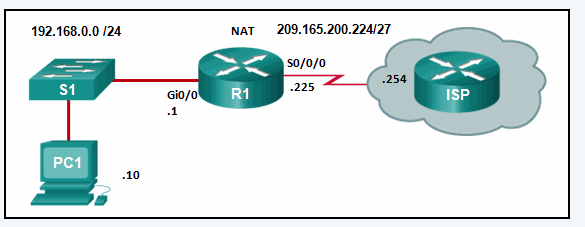 192.168.0.0 /24
NAT
209.165.200.224/27
S0/0/0
S1
Gi0/0
R1
.225
.254
ISP
.1
PC1
.10